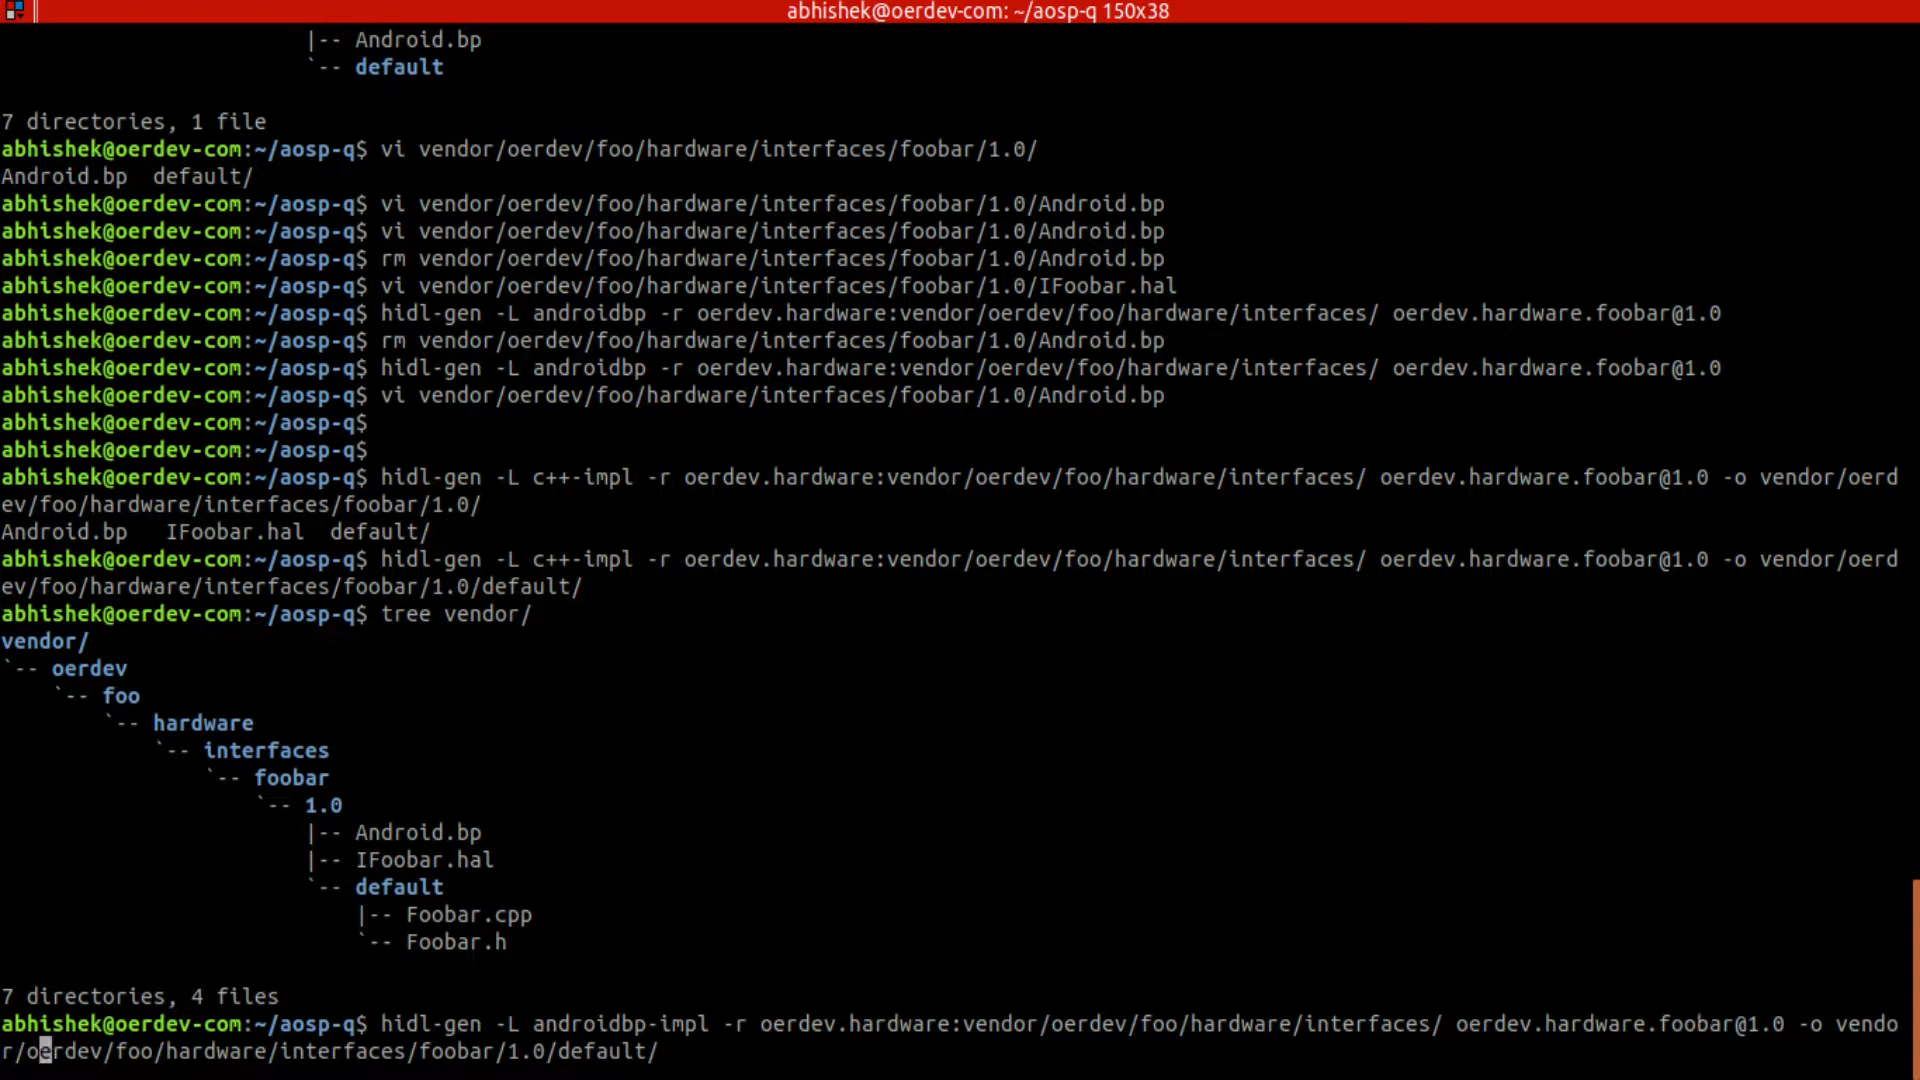 abhishek@oerdev-com: ~/aosp-q 150x38
|-- Android.bp
`-- default
7 directories, 1 file
abhishek@oerdev-com:~/aosp-q$ vi vendor/oerdev/foo/hardware/interfaces/foobar/1.0/
Android.bp  default/
abhishek@oerdev-com:~/aosp-q$ vi vendor/oerdev/foo/hardware/interfaces/foobar/1.0/Android.bp
abhishek@oerdev-com:~/aosp-q$ vi vendor/oerdev/foo/hardware/interfaces/foobar/1.0/Android.bp
abhishek@oerdev-com:~/aosp-q$ rm vendor/oerdev/foo/hardware/interfaces/foobar/1.0/Android.bp
abhishek@oerdev-com:~/aosp-q$ vi vendor/oerdev/foo/hardware/interfaces/foobar/1.0/IFoobar.hal
abhishek@oerdev-com:~/aosp-q$ hidl-gen -L androidbp -r oerdev.hardware:vendor/oerdev/foo/hardware/interfaces/ oerdev.hardware.foobar@1.0
abhishek@oerdev-com:~/aosp-q$ rm vendor/oerdev/foo/hardware/interfaces/foobar/1.0/Android.bp
abhishek@oerdev-com:~/aosp-q$ hidl-gen -L androidbp -r oerdev.hardware:vendor/oerdev/foo/hardware/interfaces/ oerdev.hardware.foobar@1.0
abhishek@oerdev-com:~/aosp-q$ vi vendor/oerdev/foo/hardware/interfaces/foobar/1.0/Android.bp
abhishek@oerdev-com:~/aosp-q$
abhishek@oerdev-com:~/aosp-q$
abhishek@oerdev-com:~/aosp-q$ hidl-gen -L c++-impl -r oerdev.hardware:vendor/oerdev/foo/hardware/interfaces/ oerdev.hardware.foobar@1.0 -o vendor/oerd
ev/foo/hardware/interfaces/foobar/1.0/
Android.bp   IFoobar.hal  default/
abhishek@oerdev-com:~/aosp-q$ hidl-gen -L c++-impl -r oerdev.hardware:vendor/oerdev/foo/hardware/interfaces/ oerdev.hardware.foobar@1.0 -o vendor/oerd
ev/foo/hardware/interfaces/foobar/1.0/default/
abhishek@oerdev-com:~/aosp-q$ tree vendor/
vendor/
`-- oerdev
`-- foo
`-- hardware
`-- interfaces
`-- foobar
`-- 1.0
|-- Android.bp
|-- IFoobar.hal
`-- default
|-- Foobar.cpp
`-- Foobar.h
7 directories, 4 files
abhishek@oerdev-com:~/aosp-q$ hidl-gen -L androidbp-impl -r oerdev.hardware:vendor/oerdev/foo/hardware/interfaces/ oerdev.hardware.foobar@1.0 -o vendo
r/oerdev/foo/hardware/interfaces/foobar/1.0/default/